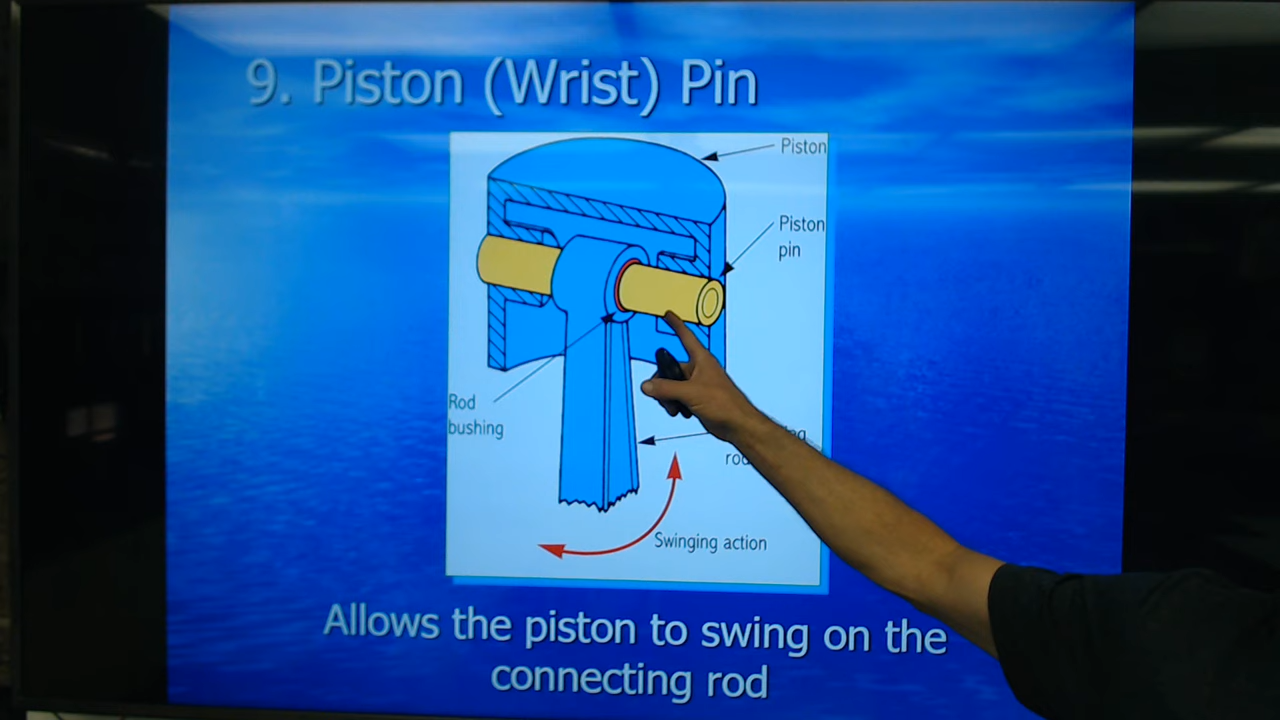 9. Piston (Wrist) Pin
Piston
Piston
pin
Rod
bushing
Swinging action
Allows the piston to swing on the
connecting rod